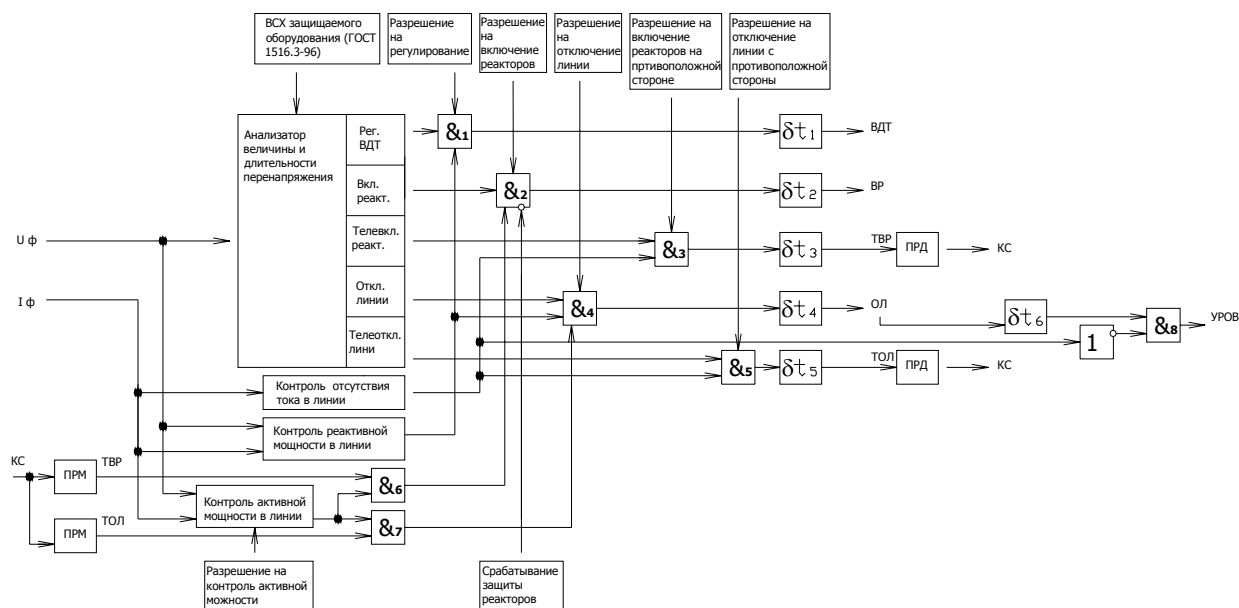 ВСХ защищаемого
оборудования (ГОСТ
1516.3-96)
Разрешение
на
регулирование
Разрешение
на
включение
реакторов
Разрешение
на
отключение
линии
Разрешение на
включение
реакторов на
прtивоположной
стороне
Разрешение на
отключение
линии с
противоположной
стороны
Анализатор
величины и
длительности
перенапряжения
Рег.
ВДТ
&1
δt1
ВДТ
Вкл.
реакт.
&2
δt2
ВР
U ф
Телевкл.
реакт.
&3
δt3
ТВР
ПРД
КС
I ф
Откл.
линии
&4
δt4
ОЛ
δt6
&8
УРОВ
1
Телеоткл.
лини
&5
δt5
ТОЛ
ПРД
КС
Контроль отсутствия
тока в линии
Контроль реактивной
мощности в линии
КС
ПРМ
ТВР
&6
Контроль активной
мощности в линии
ПРМ
ТОЛ
&7
Разрешение на
контроль активной
можности
Срабатывание
защиты
реакторов